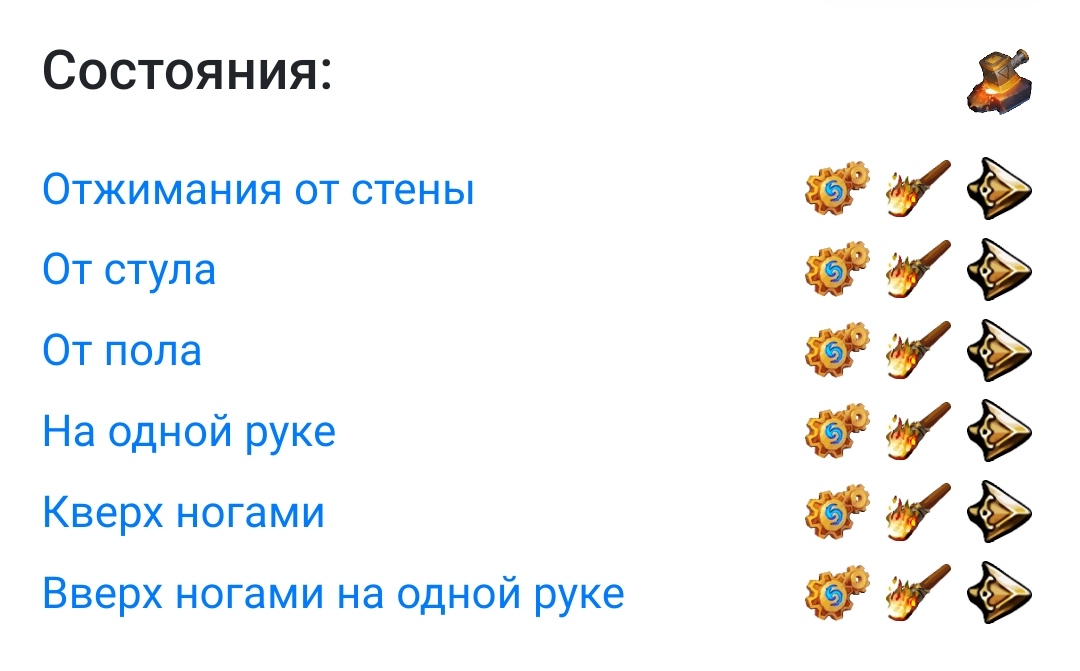 Состояния:
Отжимания от стены
От стула
От пола
На одной руке
Кверх ногами
Вверх ногами на одной руке